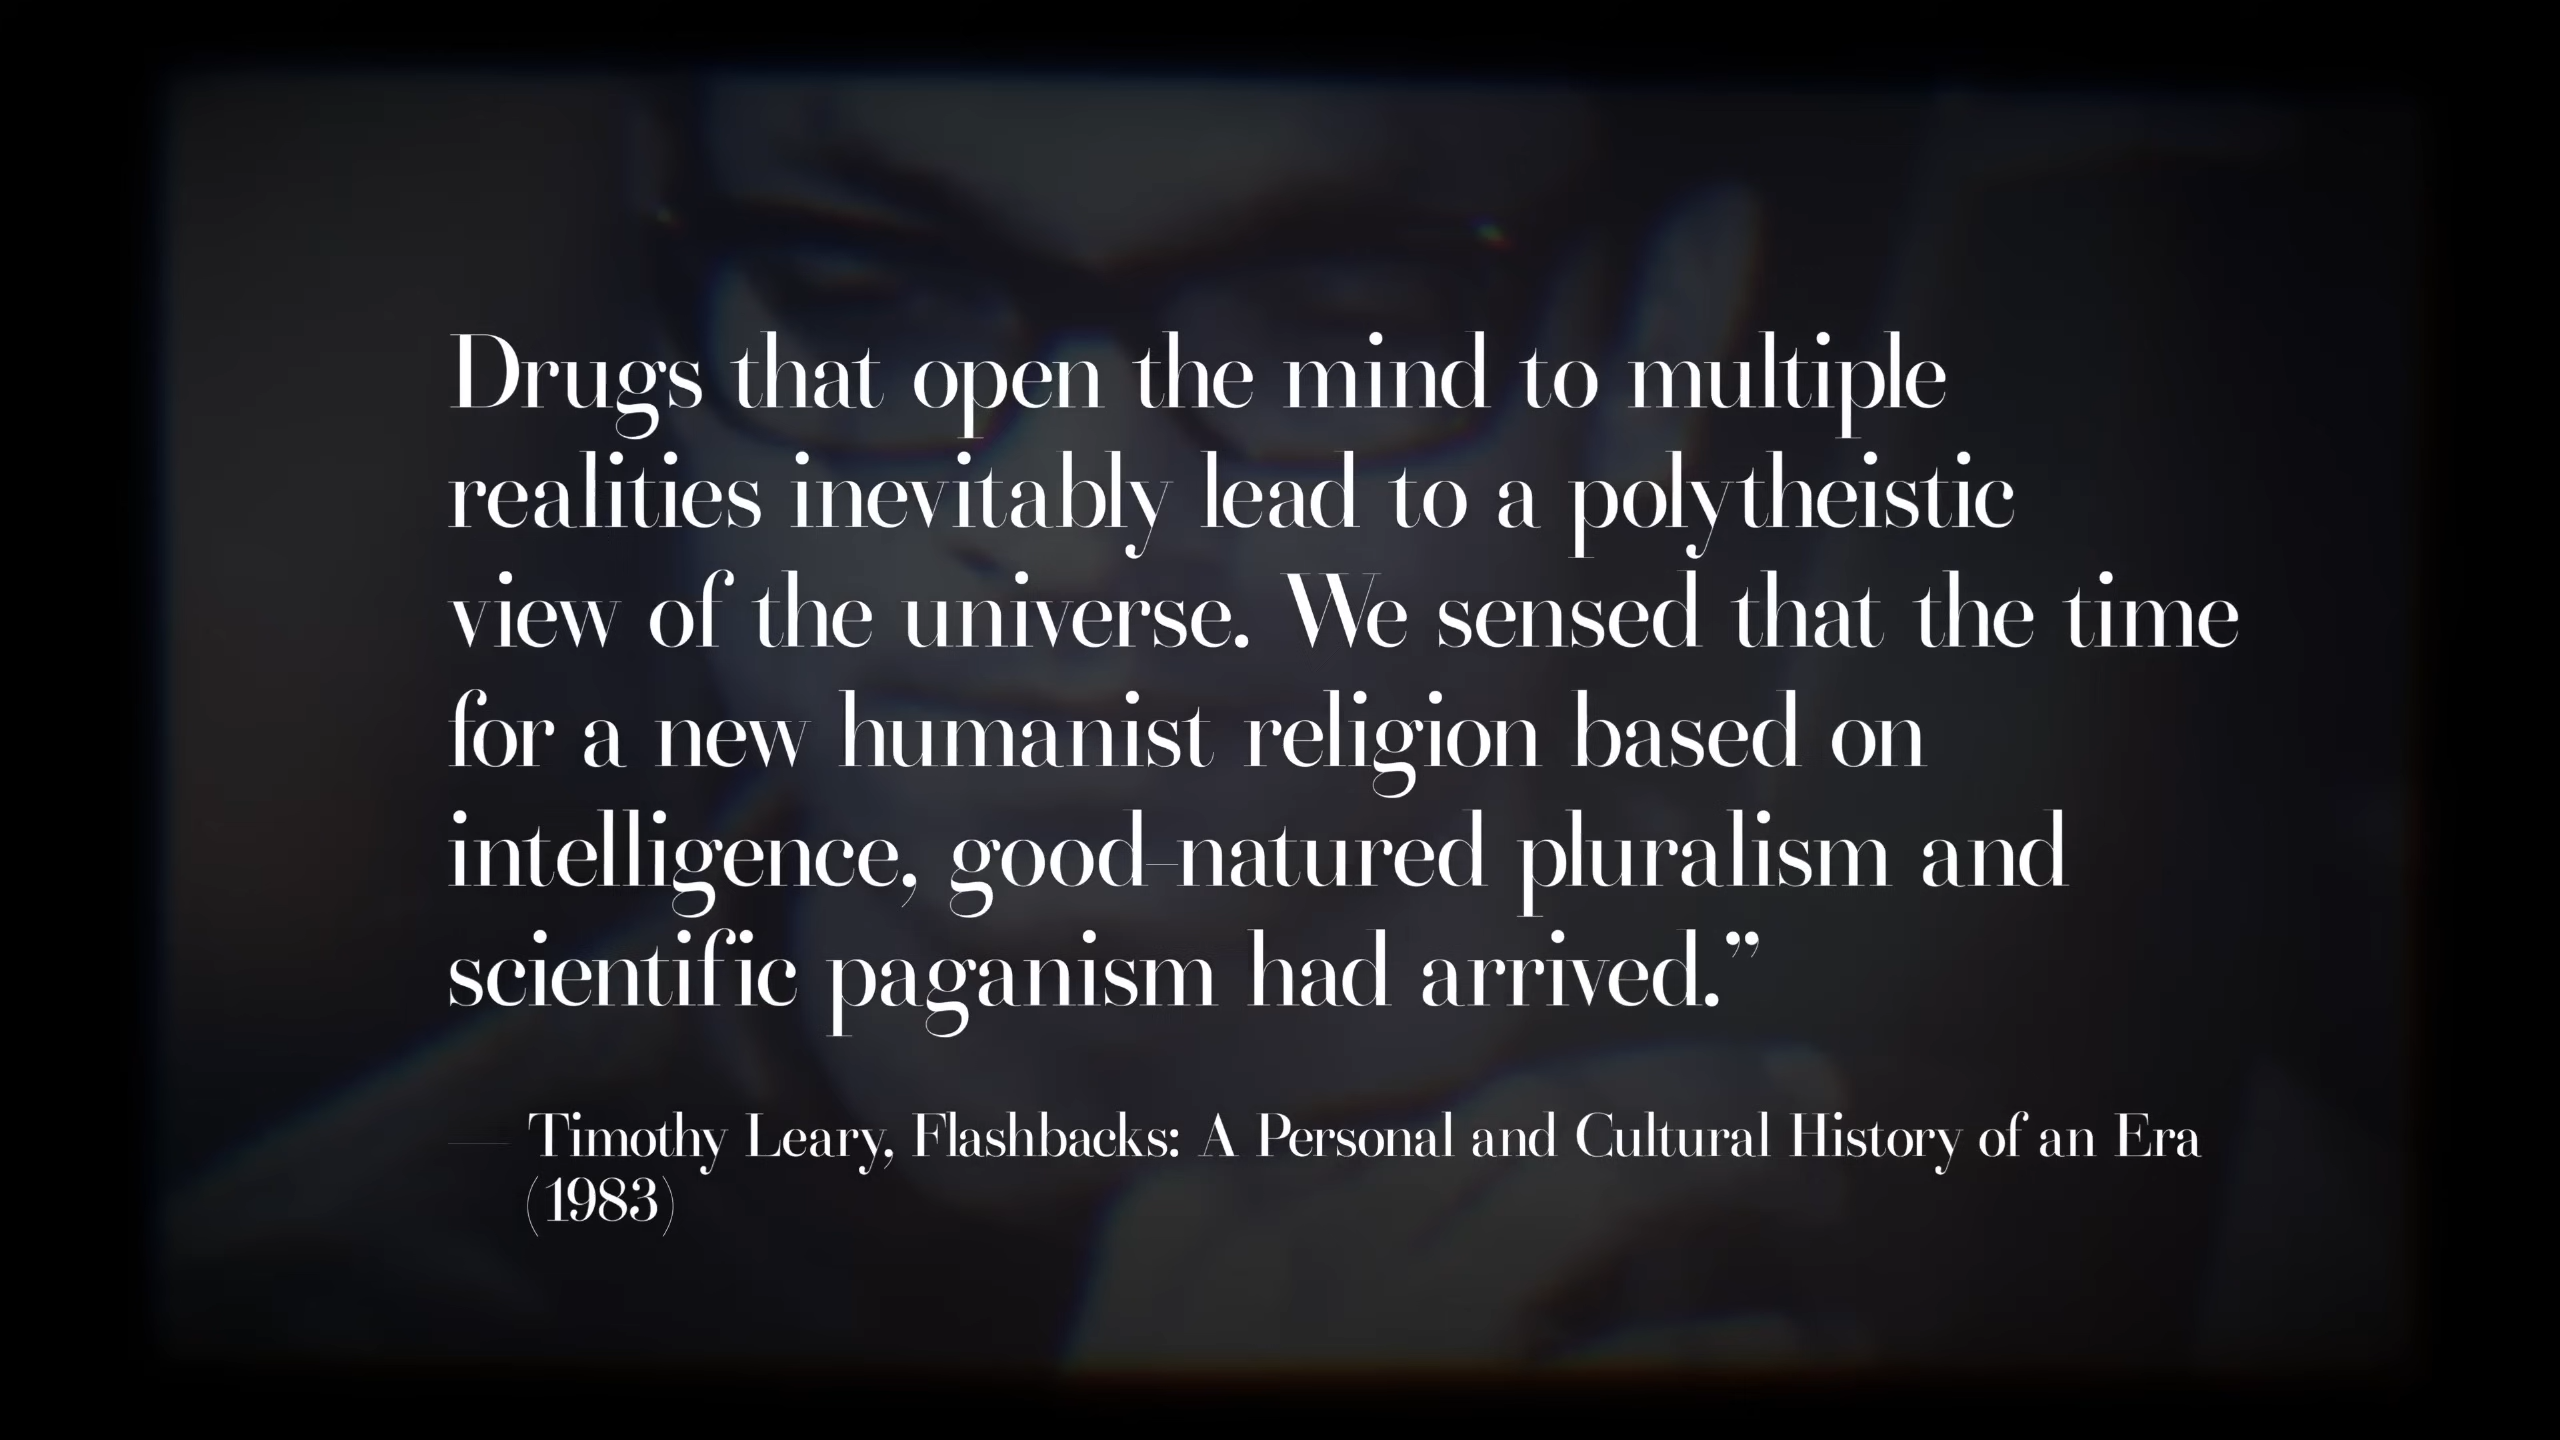 Drugs that open the mind to multiple
realities inevitably lead to a polytheistic
view of the universe. We sensed that the time
for a new humanist religion based on
intelligence, good-natured pluralism and
scientific paganism had arrived.”
— Timothy Leary, Flashbacks: A Personal and Cultural History of an Era
(1983)